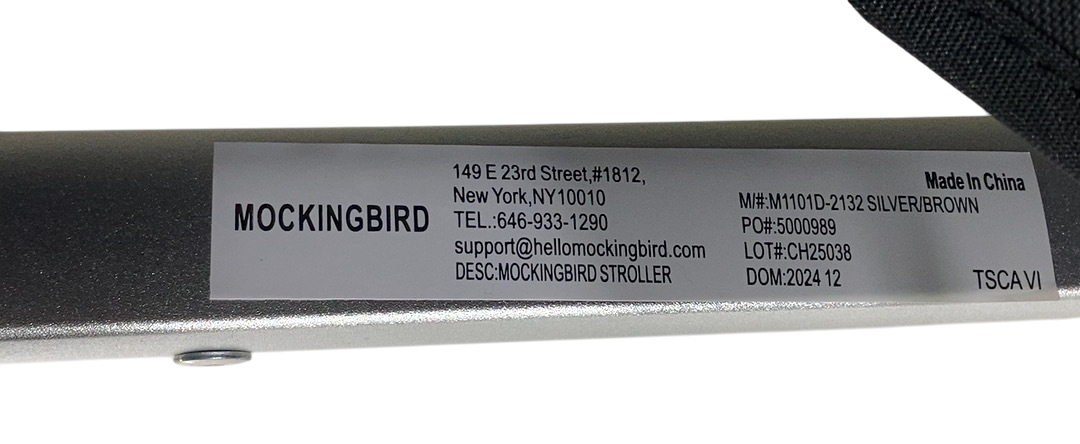 MOCKINGBIRD
149 E 23rd Street,#1812,
New York,NY10010
TEL.:646-933-1290
support@hellomockingbird.com
DESC:MOCKINGBIRD STROLLER
Made In China
M/#:M1101D-2132 SILVER/BROWN
PO#:5000989
LOT#:CH25038
DOM:2024 12
TSCA VI